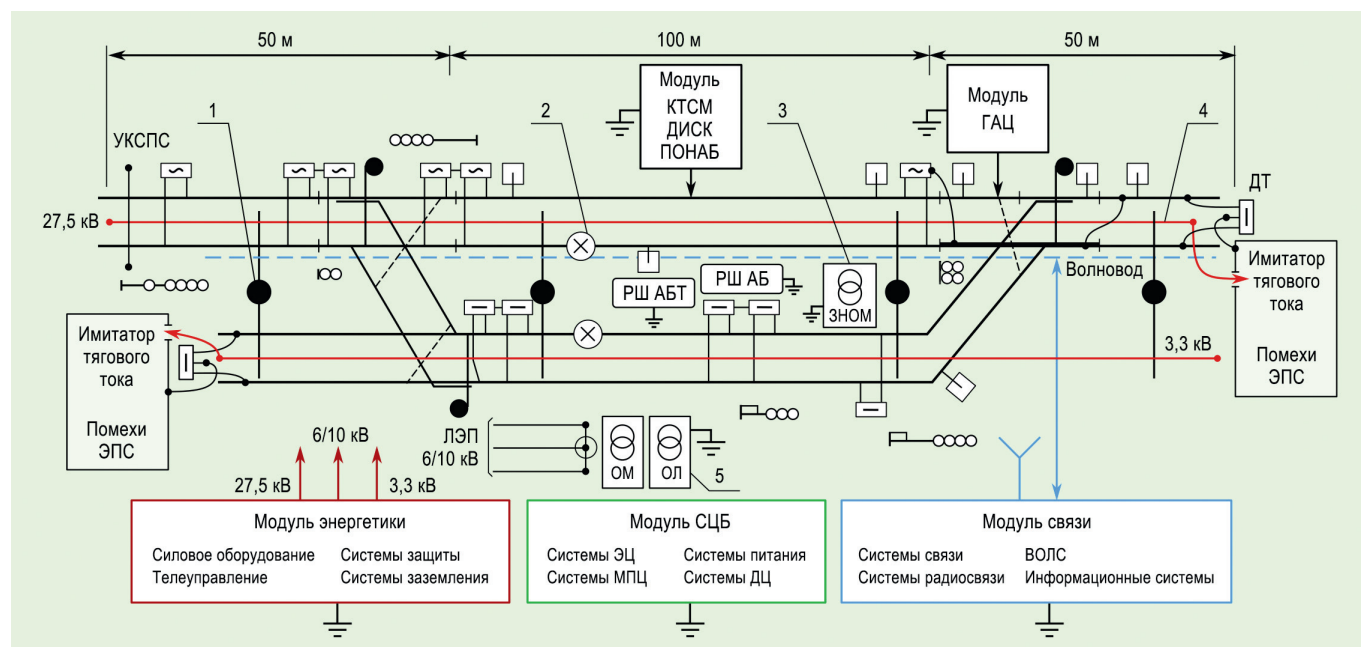 50 м
100 м
50 м
Модуль
КТСМ
ДИСК
ПОНАБ
Модуль
ГАЦ
1
2
3
4
УКСПС
ДТ
27,5 кВ
РШ АБТ
РШ АБ
ЗНОМ
Волновод
Имитатор
тягового
тока
Помехи
ЭПС
Имитатор
тягового
тока
Помехи
ЭПС
3,3 кВ
6/10 кВ
27,5 кВ
3,3 кВ
ЛЭП
6/10 кВ
ОМ
ОЛ
5
Модуль энергетики
Силовое оборудование Системы защиты
Телеуправление Системы заземления
Модуль СЦБ
Системы ЭЦ Системы питания
Системы МПЦ Системы ДЦ
Модуль связи
Системы связи ВОЛС
Системы радиосвязи Информационные системы